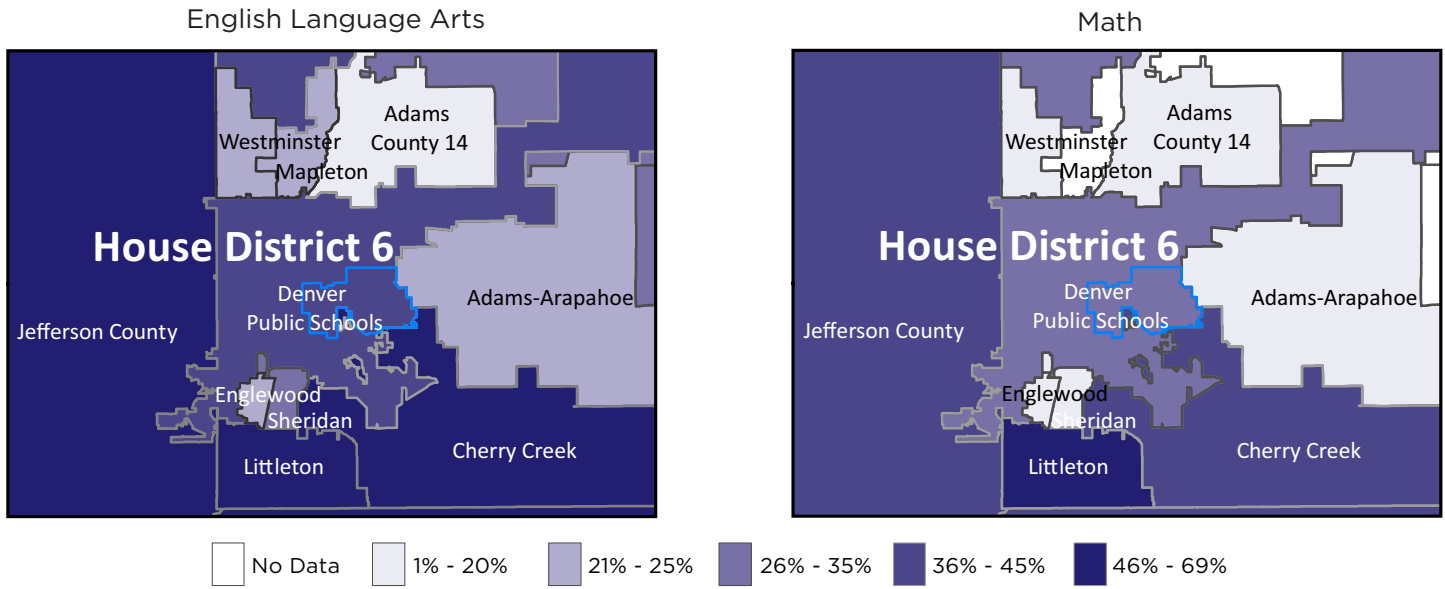 English Language Arts
Westminster
Mapleton
Adams
County 14
House District 6
Denver
Public Schools
Adams-Arapahoe
Jefferson County
Englewood
Sheridan
Littleton
Cherry Creek
Math
Westminster
Mapleton
Adams
County 14
House District 6
Denver
Public Schools
Adams-Arapahoe
Jefferson County
Englewood
Sheridan
Littleton
Cherry Creek
No Data
1% - 20%
21% - 25%
26% - 35%
36% - 45%
46% - 69%